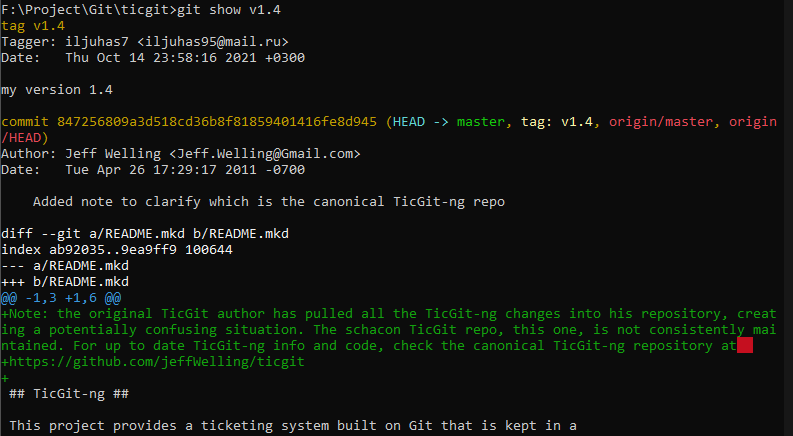 F:\Project\Git\ticgit>git show v1.4
tag v1.4
Tagger: iljuhas7 <iljuhas95@mail.ru>
Date:   Thu Oct 14 23:58:16 2021 +0300

my version 1.4

commit 847256809a3d518cd36b8f81859401416fe8d945 (HEAD -> master, tag: v1.4, origin/master, origin
/HEAD)
Author: Jeff Welling <Jeff.Welling@Gmail.com>
Date:   Tue Apr 26 17:29:17 2011 -0700

    Added note to clarify which is the canonical TicGit-ng repo

diff --git a/README.mkd b/README.mkd
index ab92035..9ea9ff9 100644
--- a/README.mkd
+++ b/README.mkd
@@ -1,3 +1,6 @@
+Note: the original TicGit author has pulled all the TicGit-ng changes into his repository, creat
ing a potentially confusing situation. The schacon TicGit repo, this one, is not consistently mai
ntained. For up to date TicGit-ng info and code, check the canonical TicGit-ng repository at
+https://github.com/jeffWelling/ticgit
+
 ## TicGit-ng ##

 This project provides a ticketing system built on Git that is kept in a